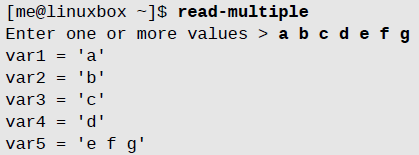 [me@linuxbox ~]$ read-multiple
Enter one or more values > a b c d e f g
var1 = 'a'
var2 = 'b'
var3 = 'c'
var4 = 'd'
var5 = 'e f g'